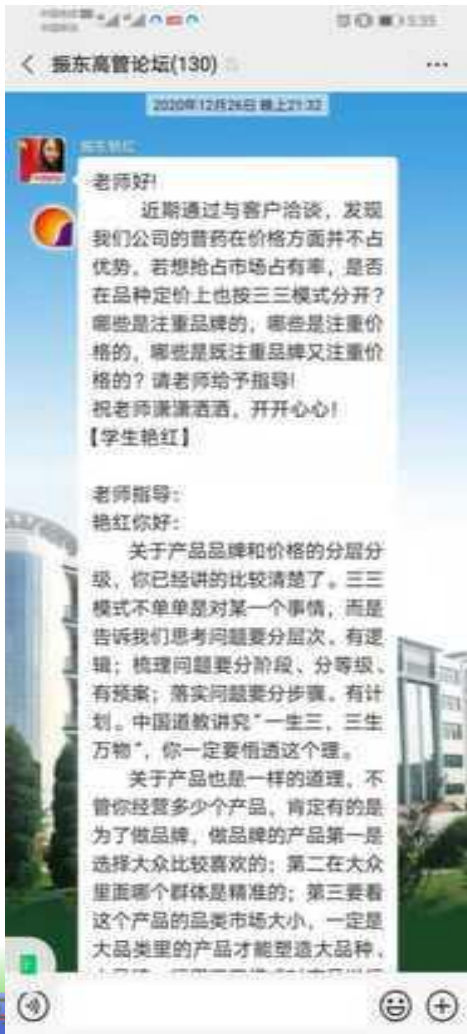 5:35
振东高管论坛(130)
2020年12月26日 晚上21:32
振东艳红
老师好!
近期通过与客户洽谈，发现
我们公司的普药在价格方面并不占
优势，若想抢占市场占有率，是否
在品种定价上也按三三模式分开？
哪些是注重品牌的，哪些是注重价
格的，哪些是既注重品牌又注重价
格的？请老师给予指导!
祝老师潇潇洒洒，开开心心!
【学生艳红】
老师指导：
艳红你好：
关于产品品牌和价格的分层分
级，你已经讲的比较清楚了。三三
模式不单单是对某一个事情，而是
告诉我们思考问题要分层次、有逻
辑；梳理问题要分阶段、分等级、
有预案；落实问题要分步骤、有计
划。中国道教讲究“一生三，三生
万物”，你一定要悟透这个理。
关于产品也是一样的道理，不
管你经营多少个产品，肯定有的是
为了做品牌，做品牌的产品第一是
选择大众比较喜欢的；第二在大众
里面哪个群体是精准的；第三要看
这个产品的品类市场大小，一定是
大品类里的产品才能塑造大品种、